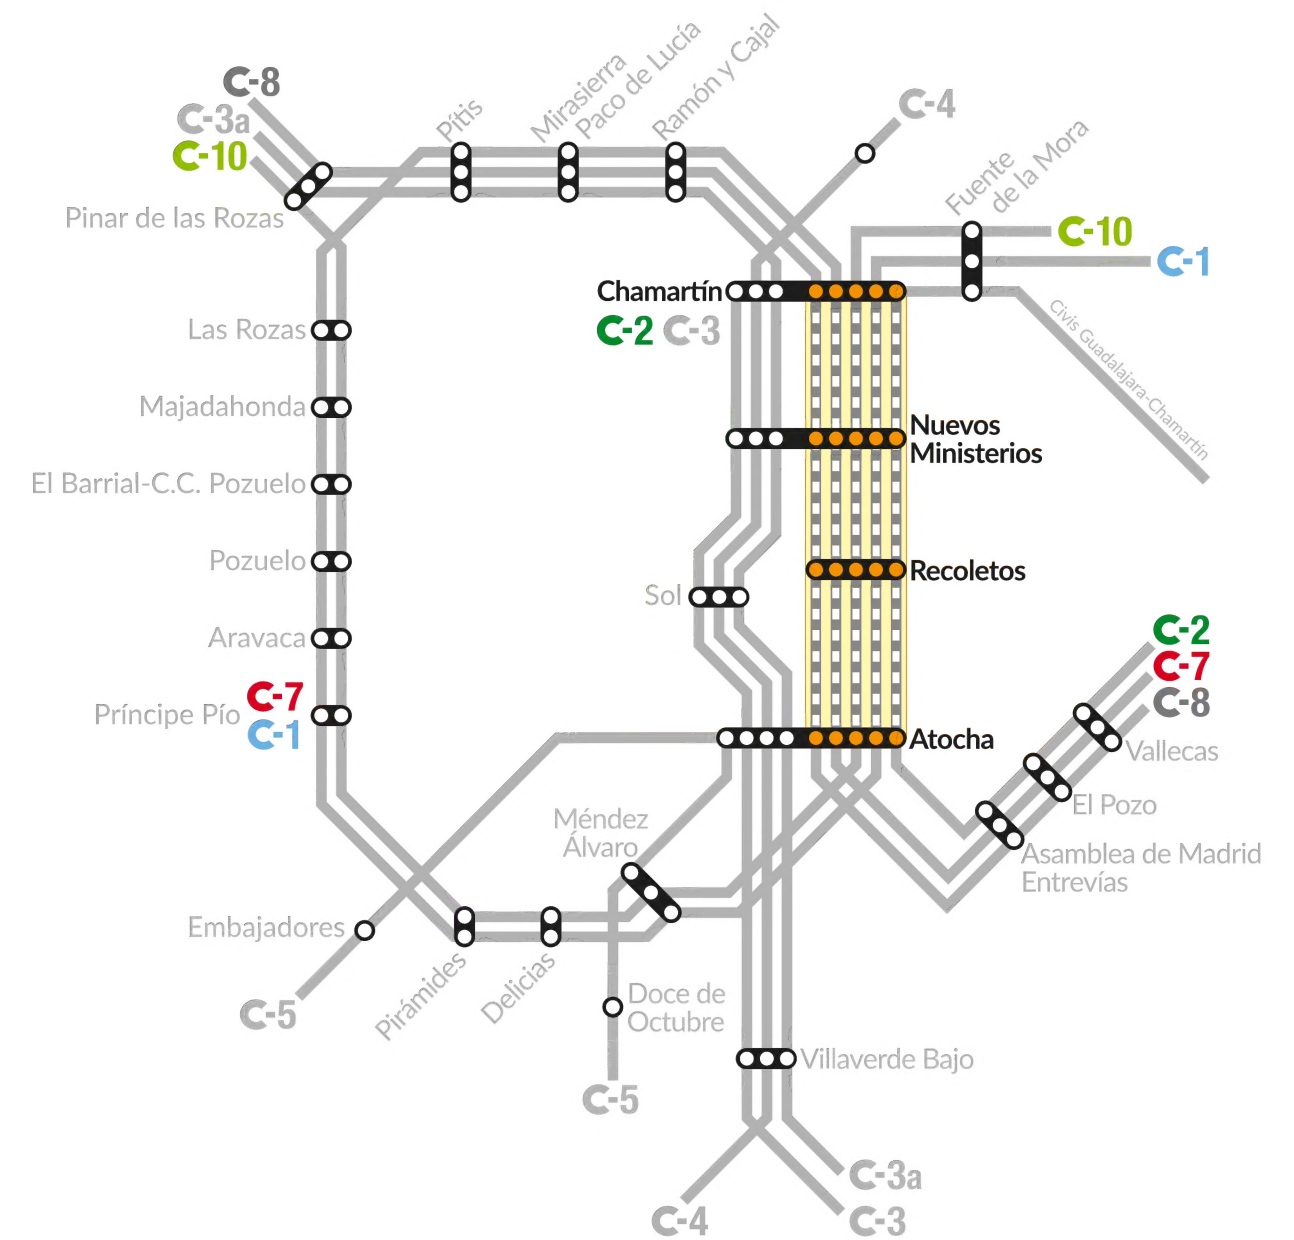 C-8
C-3a
C-10
Pinar de las Rozas
Pitis
Mirasierra
Paco de Lucía
Ramón y Cajal
C-4
Fuente
de la Mora
C-10
C-1
Civis Guadalajara-Chamartín
Chamartín
C-2 C-3
Las Rozas
Majadahonda
El Barrial-C.C. Pozuelo
Pozuelo
Aravaca
C-7
Príncipe Pío
C-1
Nuevos
Ministerios
Recoletos
Sol
Atocha
C-2
C-7
C-8
Vallecas
El Pozo
Asamblea de Madrid
Entrevías
Méndez
Álvaro
Embajadores
C-5
Pirámides
Delicias
Doce de
Octubre
C-5
Villaverde Bajo
C-3a
C-4
C-3